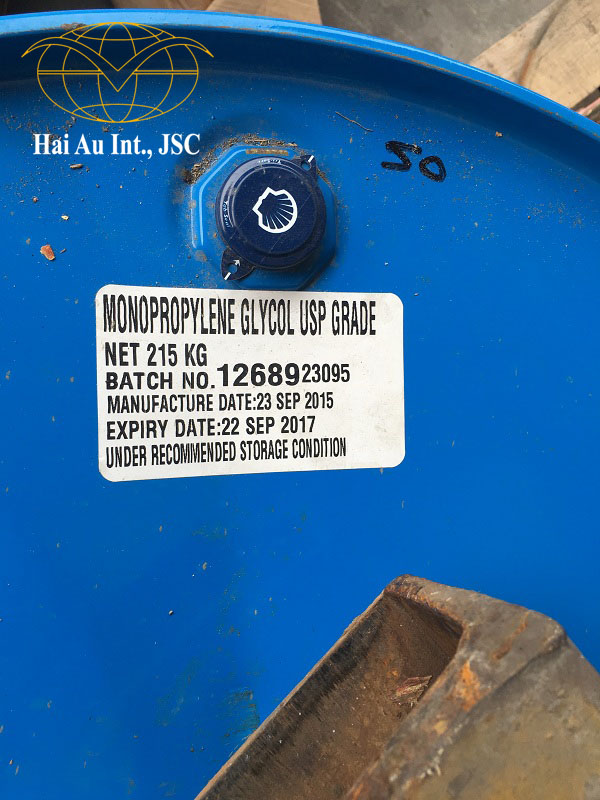 Hai Au Int., JSC
50
MONOPROPYLENE GLYCOL USP GRADE
NET 215 KG
BATCH NO.1268923095
MANUFACTURE DATE:23 SEP 2015
EXPIRY DATE:22 SEP 2017
UNDER RECOMMENDED STORAGE CONDITION